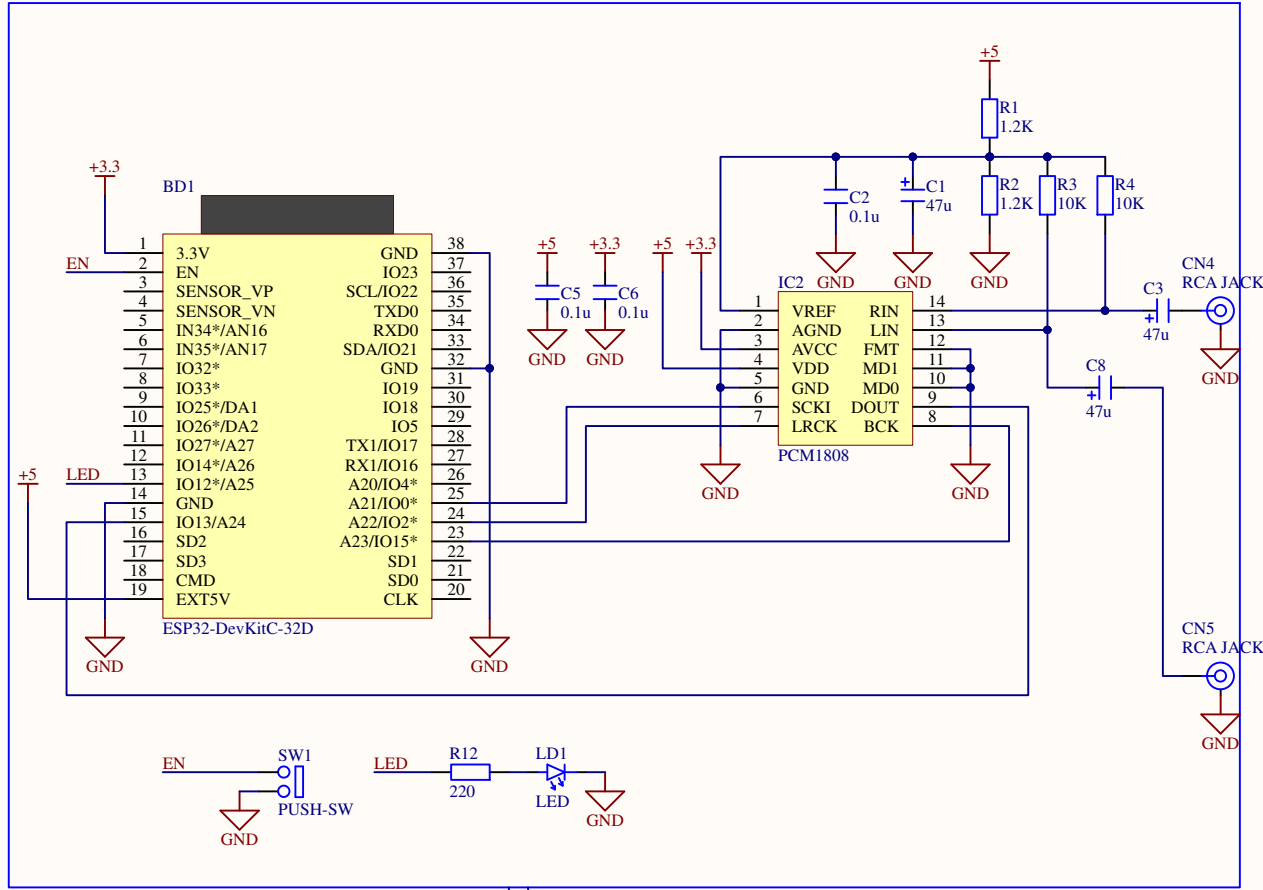 +5
R1
1.2K
+3.3
BD1
C2
0.1u
C1
47u
R2
1.2K
R3
10K
R4
10K
GND
GND
GND
EN
1
2
3
4
5
6
7
8
9
10
11
12
13
14
15
16
17
18
19
3.3V
EN
SENSOR_VP
SENSOR_VN
IN34*/AN16
IN35*/AN17
IO32*
IO33*
IO25*/DA1
IO26*/DA2
IO27*/A27
IO14*/A26
IO12*/A25
GND
IO13/A24
SD2
SD3
CMD
EXT5V
GND
IO23
SCL/IO22
TXD0
RXD0
SDA/IO21
GND
IO19
IO18
IO5
TX1/IO17
RX1/IO16
A20/IO4*
A21/IO0*
A22/IO2*
A23/IO15*
SD1
SD0
CLK
38
37
36
35
34
33
32
31
30
29
28
27
26
25
24
23
22
21
20
ESP32-DevKitC-32D
+5
LED
GND
GND
+5
C5
0.1u
GND
+3.3
C6
0.1u
GND
+5
+3.3
IC2
1
2
3
4
5
6
7
VREF
AGND
AVCC
VDD
GND
SCKI
LRCK
RIN
LIN
FMT
MD1
MD0
DOUT
BCK
14
13
12
11
10
9
8
PCM1808
GND
GND
CN4
RCA JACK
C3
+
47u
GND
C8
+
47u
CN5
RCA JACK
GND
EN
SW1
PUSH-SW
GND
LED
R12
220
LD1
LED
GND